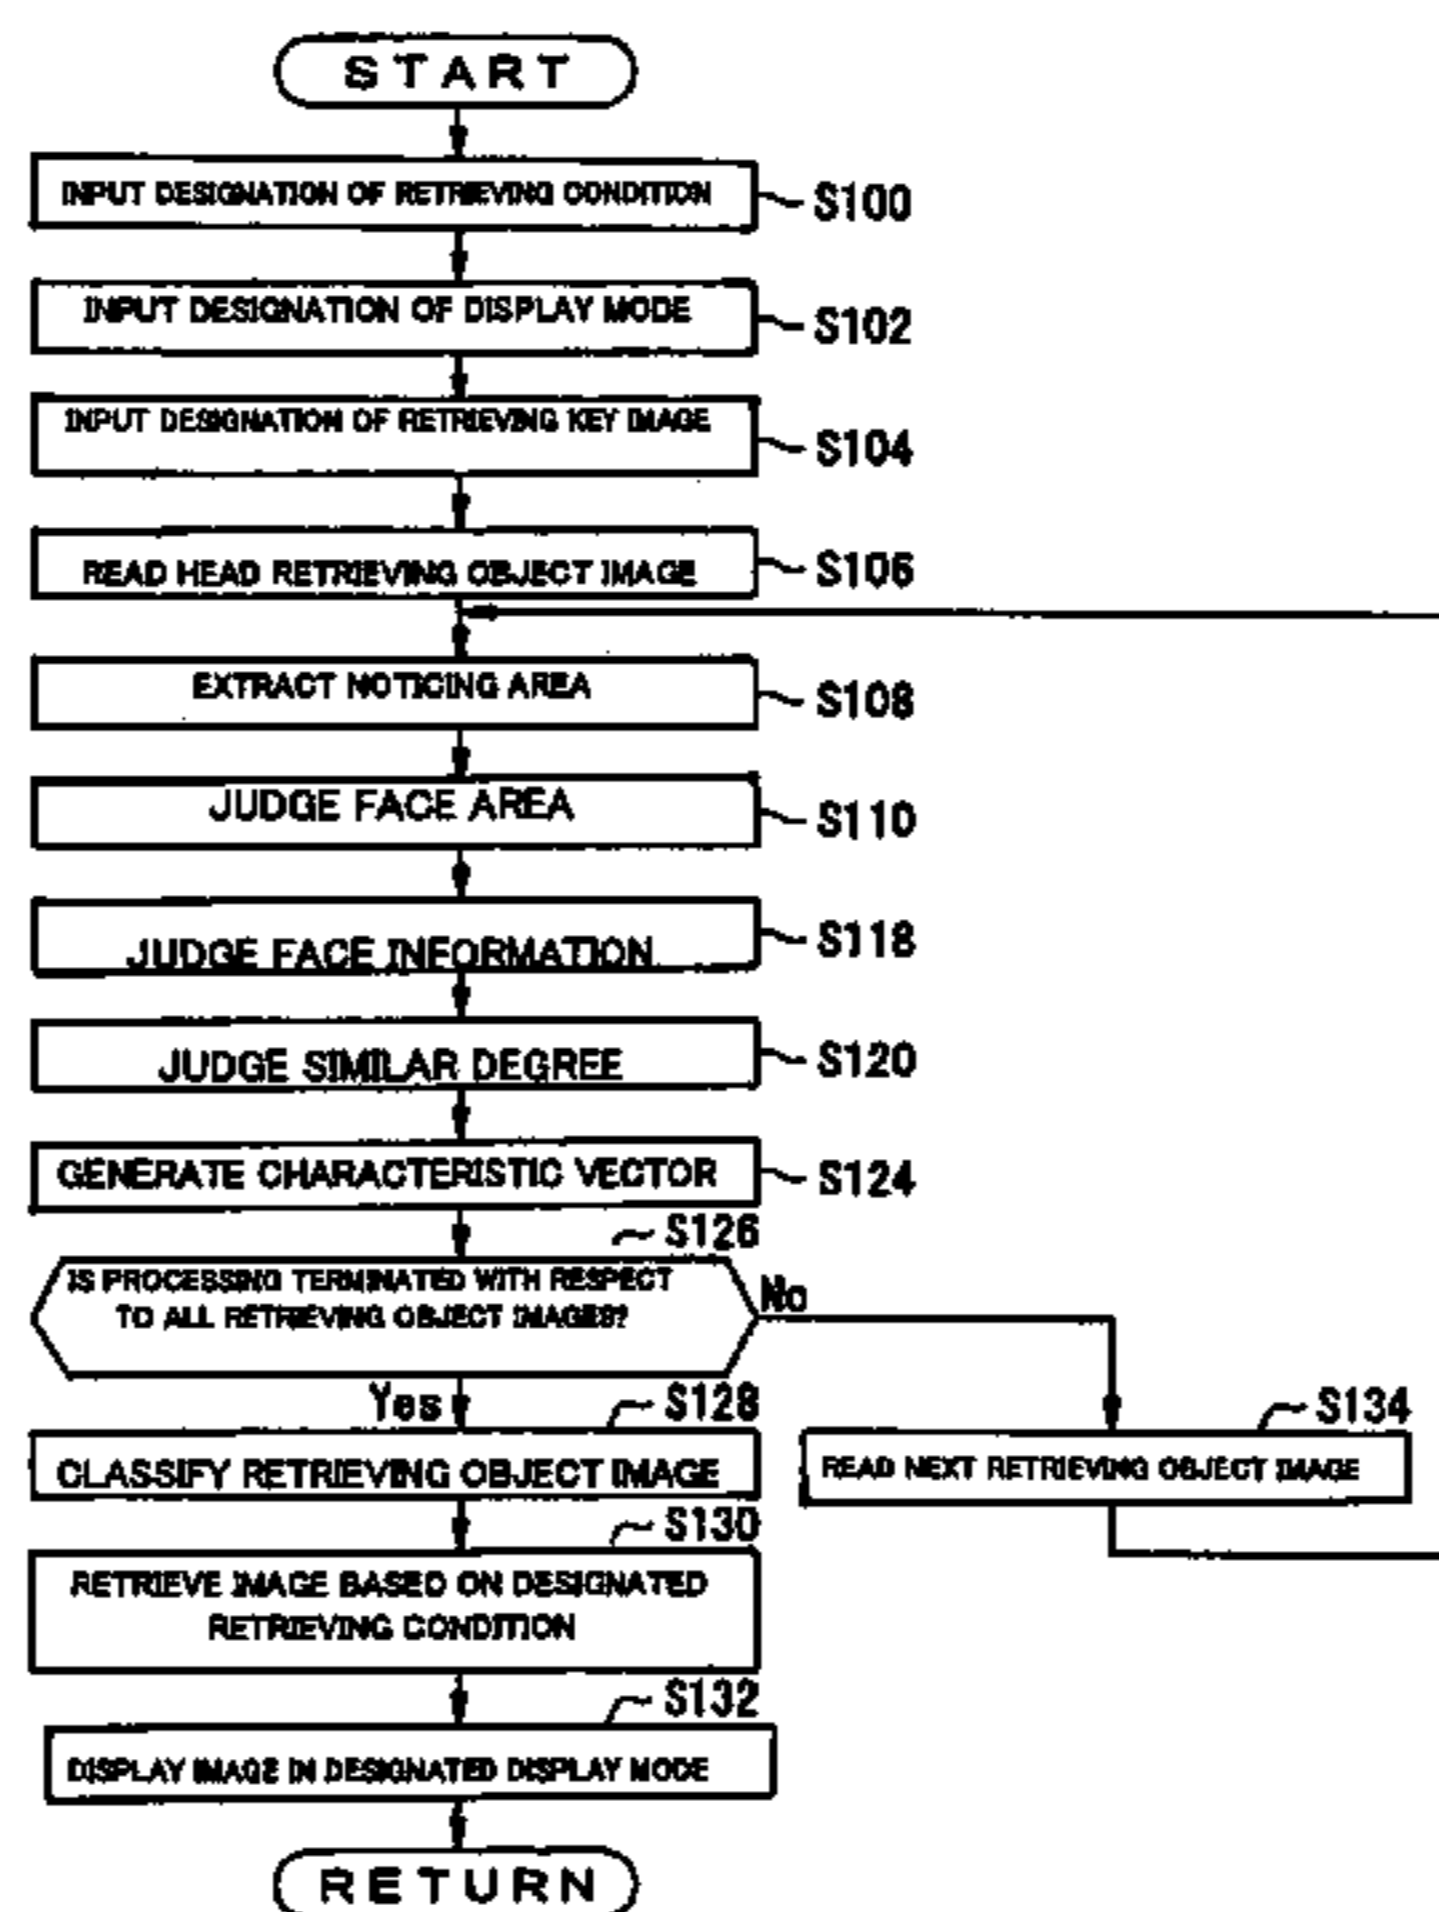 START
INPUT DESIGNATION OF RETRIEVING CONDITION
S100
INPUT DESIGNATION OF DISPLAY MODE
S102
INPUT DESIGNATION OF RETRIEVING KEY IMAGE
S104
READ HEAD RETRIEVING OBJECT IMAGE
S106
EXTRACT NOTICING AREA
S108
JUDGE FACE AREA
S110
JUDGE FACE INFORMATION
S118
JUDGE SIMILAR DEGREE
S120
GENERATE CHARACTERISTIC VECTOR
S124
S126
IS PROCESSING TERMINATED WITH RESPECT
TO ALL RETRIEVING OBJECT IMAGES?
No
Yes
S128
CLASSIFY RETRIEVING OBJECT IMAGE
S134
READ NEXT RETRIEVING OBJECT IMAGE
S130
RETRIEVE IMAGE BASED ON DESIGNATED
RETRIEVING CONDITION
S132
DISPLAY IMAGE IN DESIGNATED DISPLAY MODE
RETURN